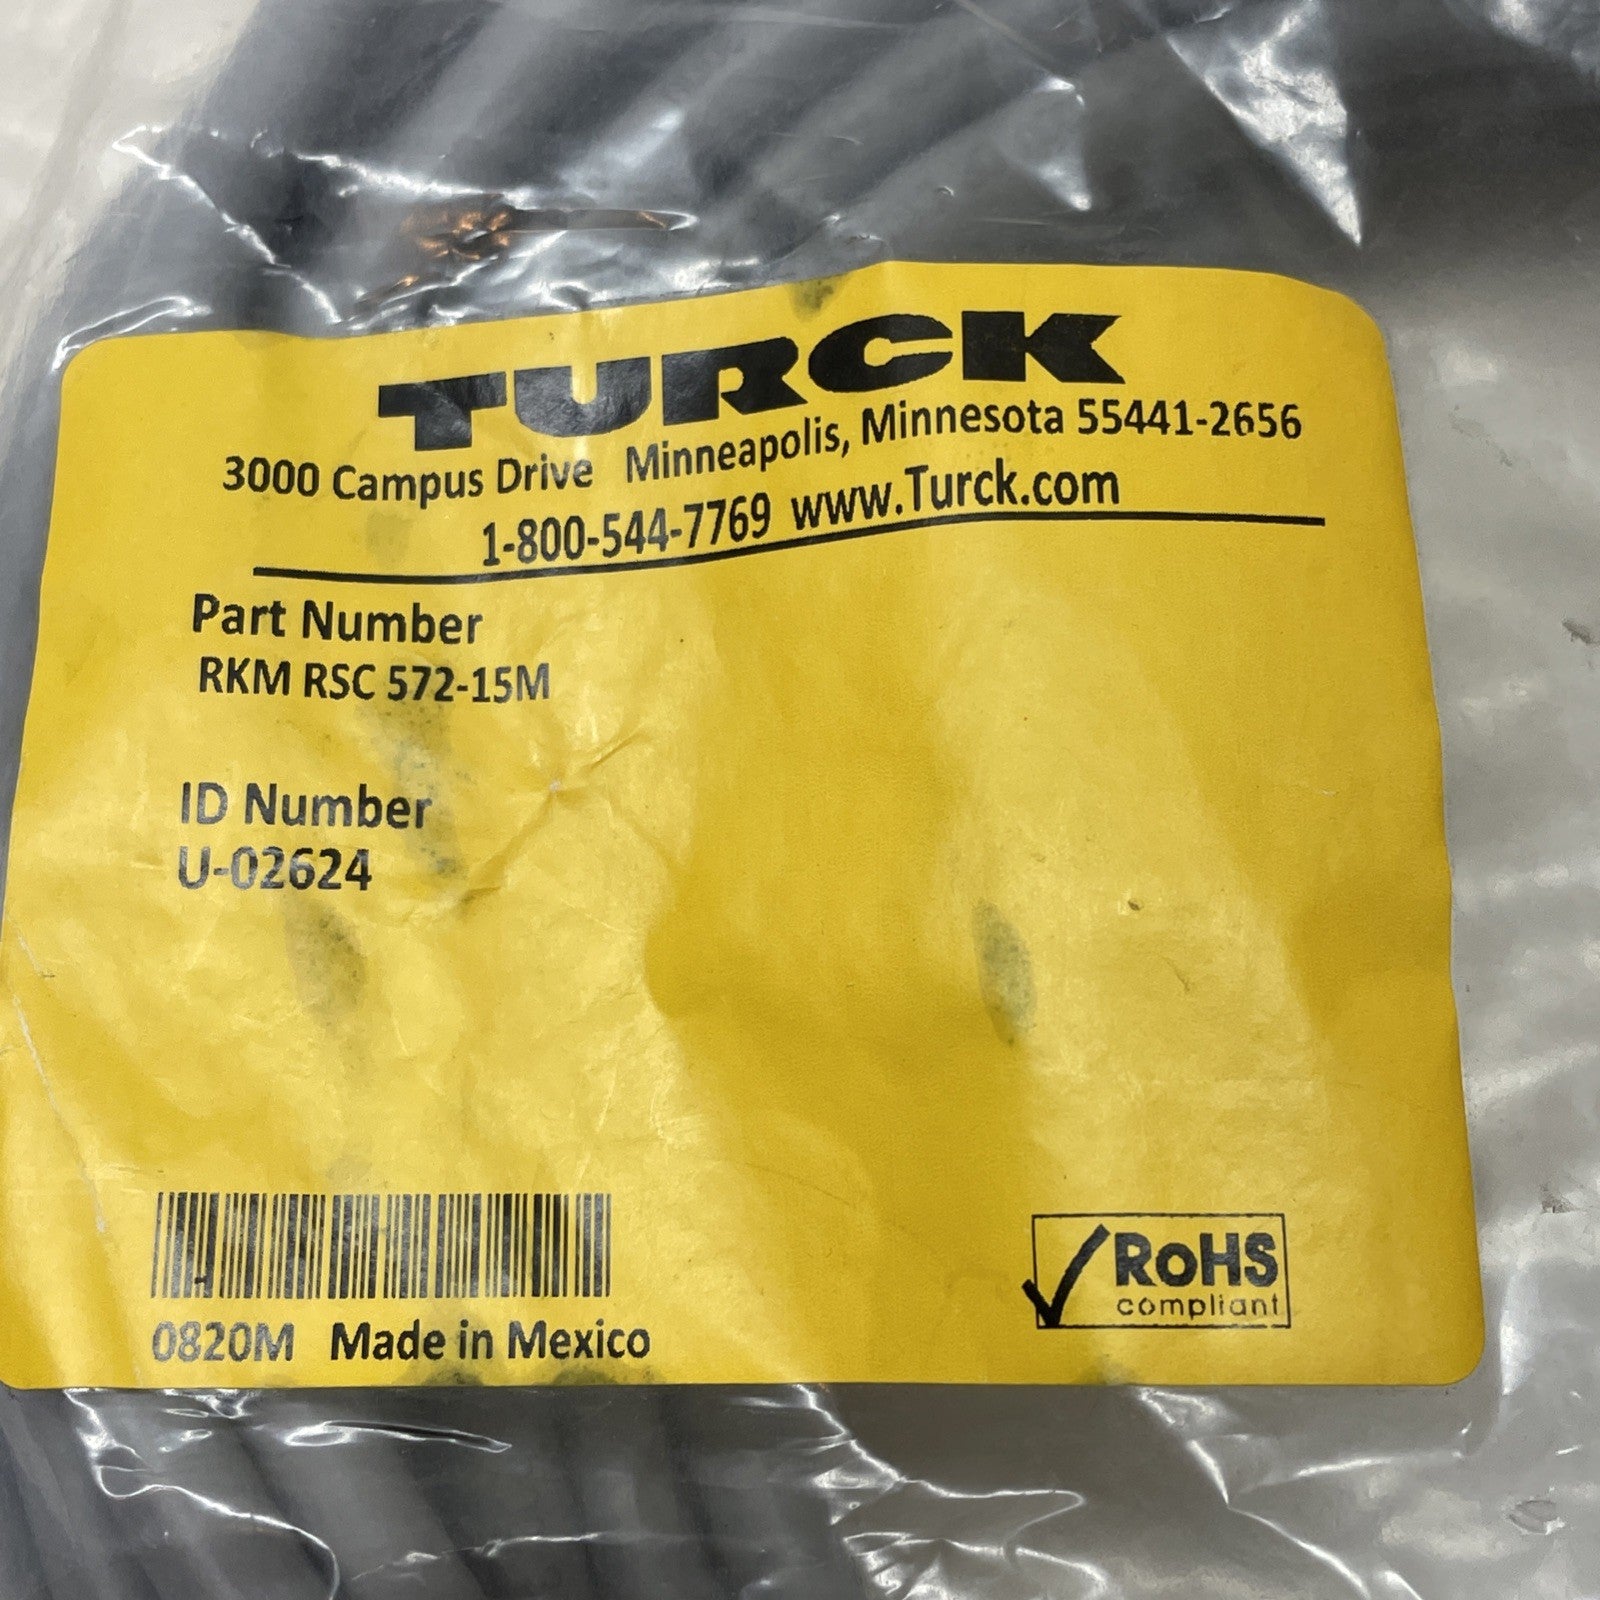 TURCK
3000 Campus Drive Minneapolis, Minnesota 55441-2656
1-800-544-7769 www.Turck.com
Part Number
RKM RSC 572-15M
ID Number
U-02624
0820M Made in Mexico
RoHS
compliant